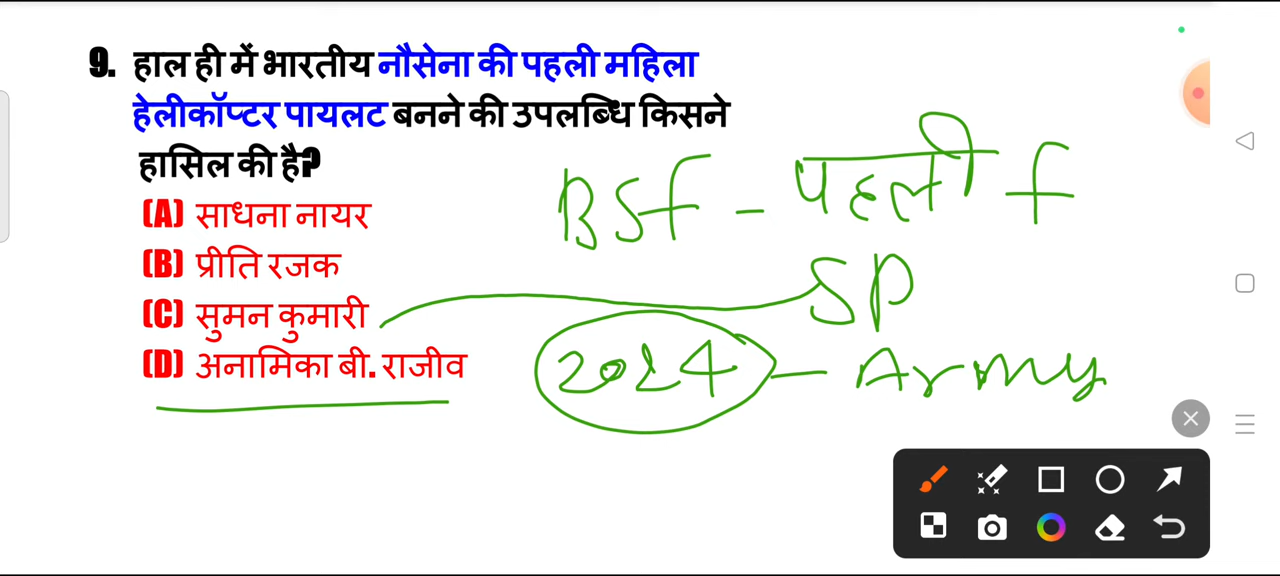 9. हाल ही में भारतीय नौसेना की पहली महिला
हेलीकॉप्टर पायलट बनने की उपलब्धि किसने
हासिल की है?
(A) साधना नायर
(B) प्रीति रजक
(C) सुमन कुमारी
(D) अनामिका बी. राजीव
BSF - पहली f
SP
2024 - Army